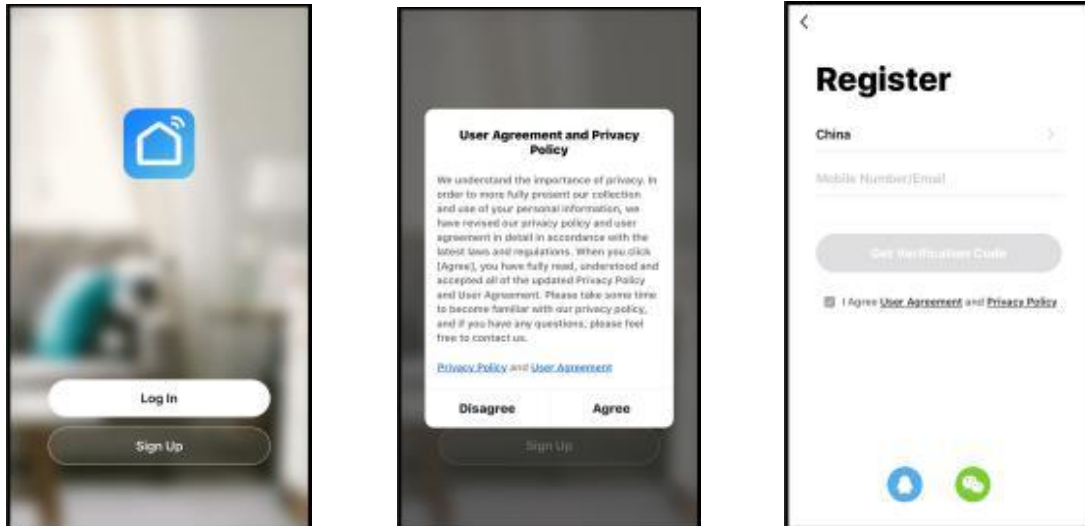 Log In
Sign Up
User Agreement and Privacy
Policy
We understand the importance of privacy. In
order to more fully present our collection
and use of your personal information, we
have revised our privacy policy and user
agreement in detail in accordance with the
latest laws and regulations. When you click
[Agree], you have fully read, understood and
accepted all of the updated Privacy Policy
and User Agreement. Please take some time
to become familiar with our privacy policy,
and if you have any questions, please feel
free to contact us.
Privacy Policy and User Agreement
Disagree
Agree
Sign Up
Register
China
Mobile Number/Email
Get Verification Code
I Agree User Agreement and Privacy Policy